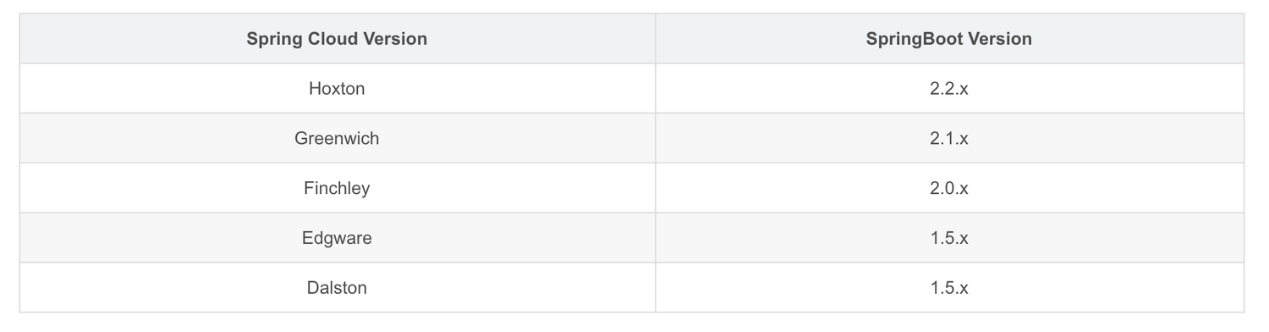 Spring Cloud Version SpringBoot Version
Hoxton 2.2.x
Greenwich 2.1.x
Finchley 2.0.x
Edgware 1.5.x
Dalston 1.5.x